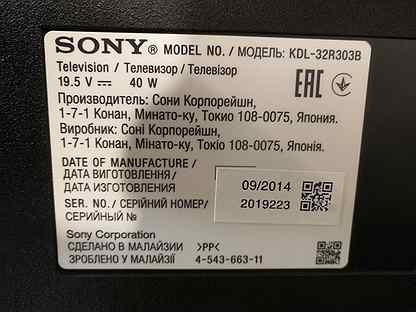 SONY® MODEL NO. / МОДЕЛЬ: KDL-32R303B
Television / Телевизор / Телевізор
19.5 V ⎓ 40 W
EAC
Производитель: Сони Корпорейшн,
1-7-1 Конан, Минато-ку, Токио 108-0075, Япония.
Виробник: Соні Корпорейшн,
1-7-1 Конан, Мінато-ку, Токіо 108-0075, Японія.
DATE OF MANUFACTURE /
ДАТА ВИГОТОВЛЕННЯ /
ДАТА ИЗГОТОВЛЕНИЯ
09/2014
SER. NO. / СЕРІЙНИЙ НОМЕР/
СЕРИЙНЫЙ №
2019223
Sony Corporation
СДЕЛАНО В МАЛАЙЗИИ >PP<
ЗРОБЛЕНО У МАЛАЙЗІЇ 4-543-663-11